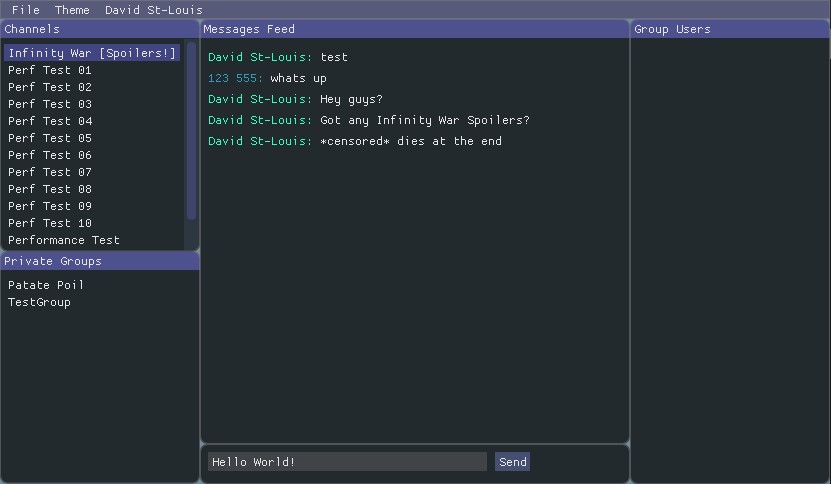 File Theme David St-Louis
Channels
Infinity War [Spoilers!]
Perf Test 01
Perf Test 02
Perf Test 03
Perf Test 04
Perf Test 05
Perf Test 06
Perf Test 07
Perf Test 08
Perf Test 09
Perf Test 10
Performance Test
Private Groups
Patate Poil
TestGroup
Messages Feed
David St-Louis: test
123 555: whats up
David St-Louis: Hey guys?
David St-Louis: Got any Infinity War Spoilers?
David St-Louis: *censored* dies at the end
Hello World!
Send
Group Users